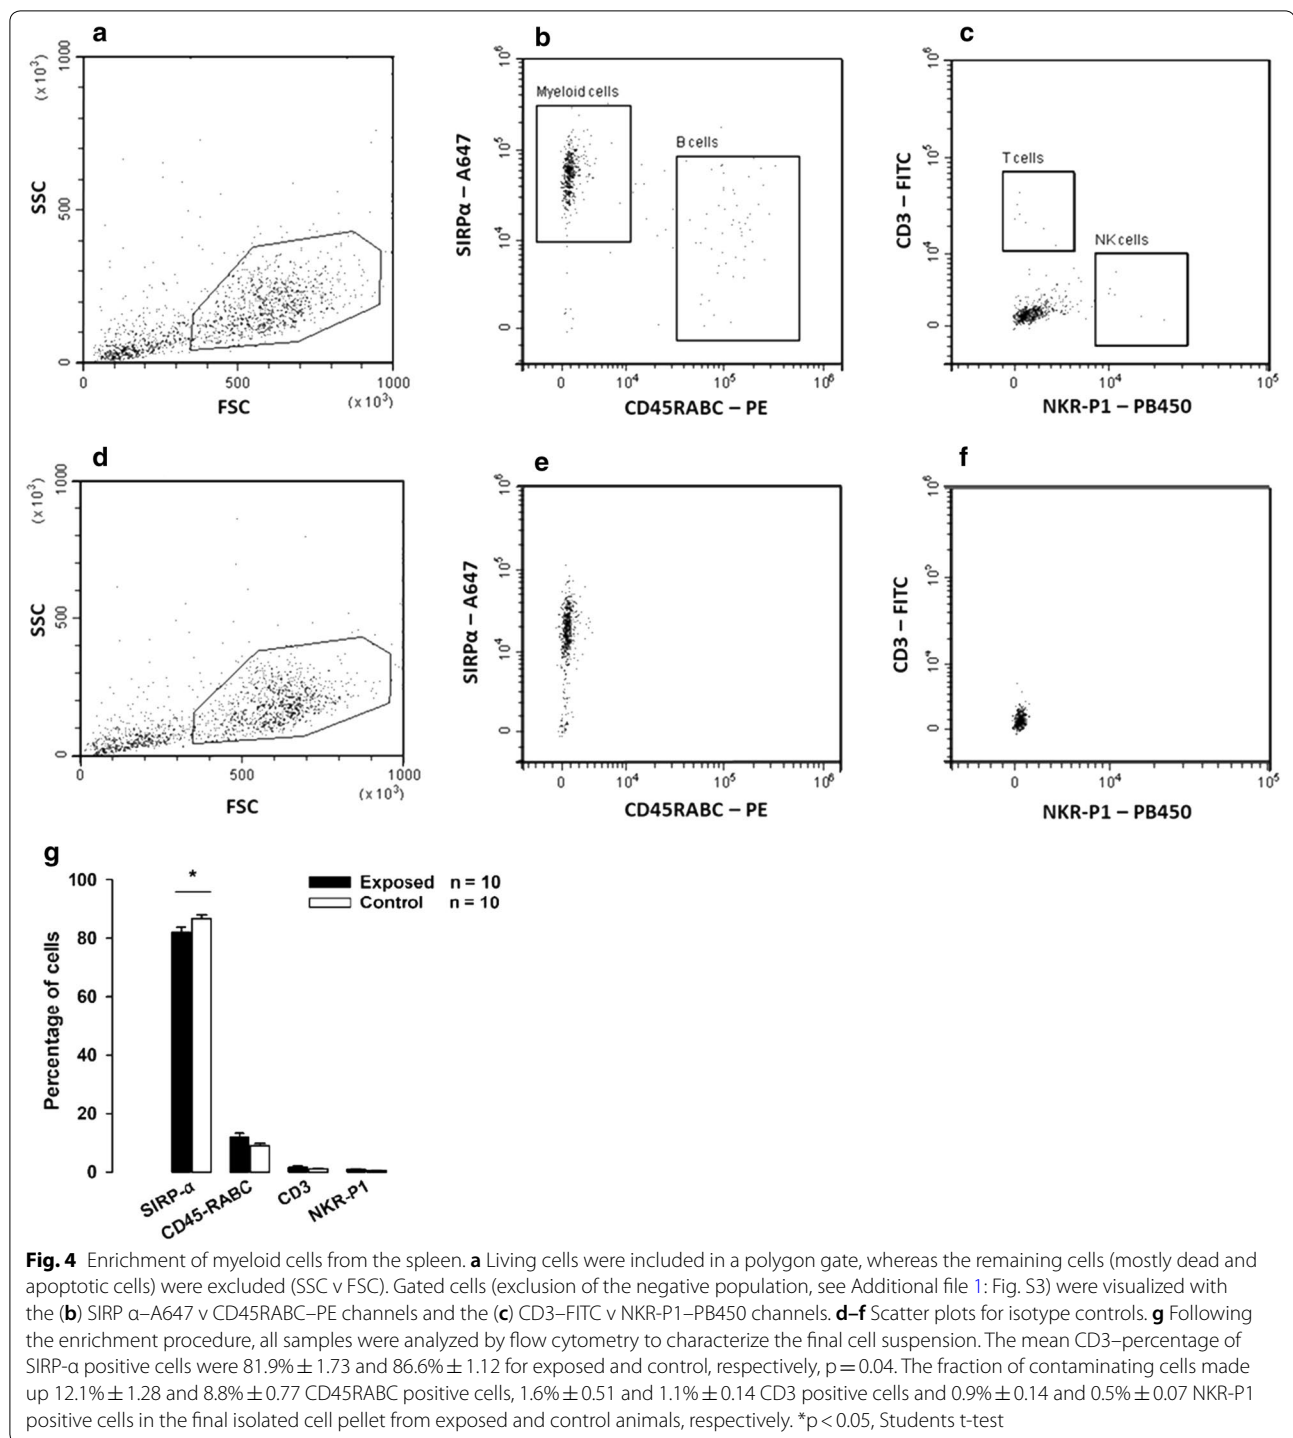 a
SSC
(x 10³)
1000
500
0
0
500
1000
(x 10³)
FSC
b
SIRPα – A647
10⁶
10⁵
10⁴
0
Myeloid cells
B cells
0
10⁴
10⁵
10⁶
CD45RABC – PE
c
CD3 – FITC
10⁶
10⁵
10⁴
0
T cells
NK cells
0
10⁴
10⁵
NKR-P1 – PB450
d
SSC
(x 10³)
1000
500
0
0
500
1000
(x 10³)
FSC
e
SIRPα – A647
10⁶
10⁵
10⁴
0
0
10⁴
10⁵
10⁶
CD45RABC – PE
f
CD3 – FITC
10⁶
10⁵
10⁴
0
0
10⁴
10⁵
NKR-P1 – PB450
g
Percentage of cells
100
80
60
40
20
0
*
Exposed n = 10
Control n = 10
SIRP-α
CD45-RABC
CD3
NKR-P1
Fig. 4 Enrichment of myeloid cells from the spleen. a Living cells were included in a polygon gate, whereas the remaining cells (mostly dead and
apoptotic cells) were excluded (SSC v FSC). Gated cells (exclusion of the negative population, see Additional file 1: Fig. S3) were visualized with
the (b) SIRP α–A647 v CD45RABC–PE channels and the (c) CD3–FITC v NKR-P1–PB450 channels. d–f Scatter plots for isotype controls. g Following
the enrichment procedure, all samples were analyzed by flow cytometry to characterize the final cell suspension. The mean CD3–percentage of
SIRP-α positive cells were 81.9% ± 1.73 and 86.6% ± 1.12 for exposed and control, respectively, p = 0.04. The fraction of contaminating cells made
up 12.1% ± 1.28 and 8.8% ± 0.77 CD45RABC positive cells, 1.6% ± 0.51 and 1.1% ± 0.14 CD3 positive cells and 0.9% ± 0.14 and 0.5% ± 0.07 NKR-P1
positive cells in the final isolated cell pellet from exposed and control animals, respectively. *p < 0.05, Students t-test